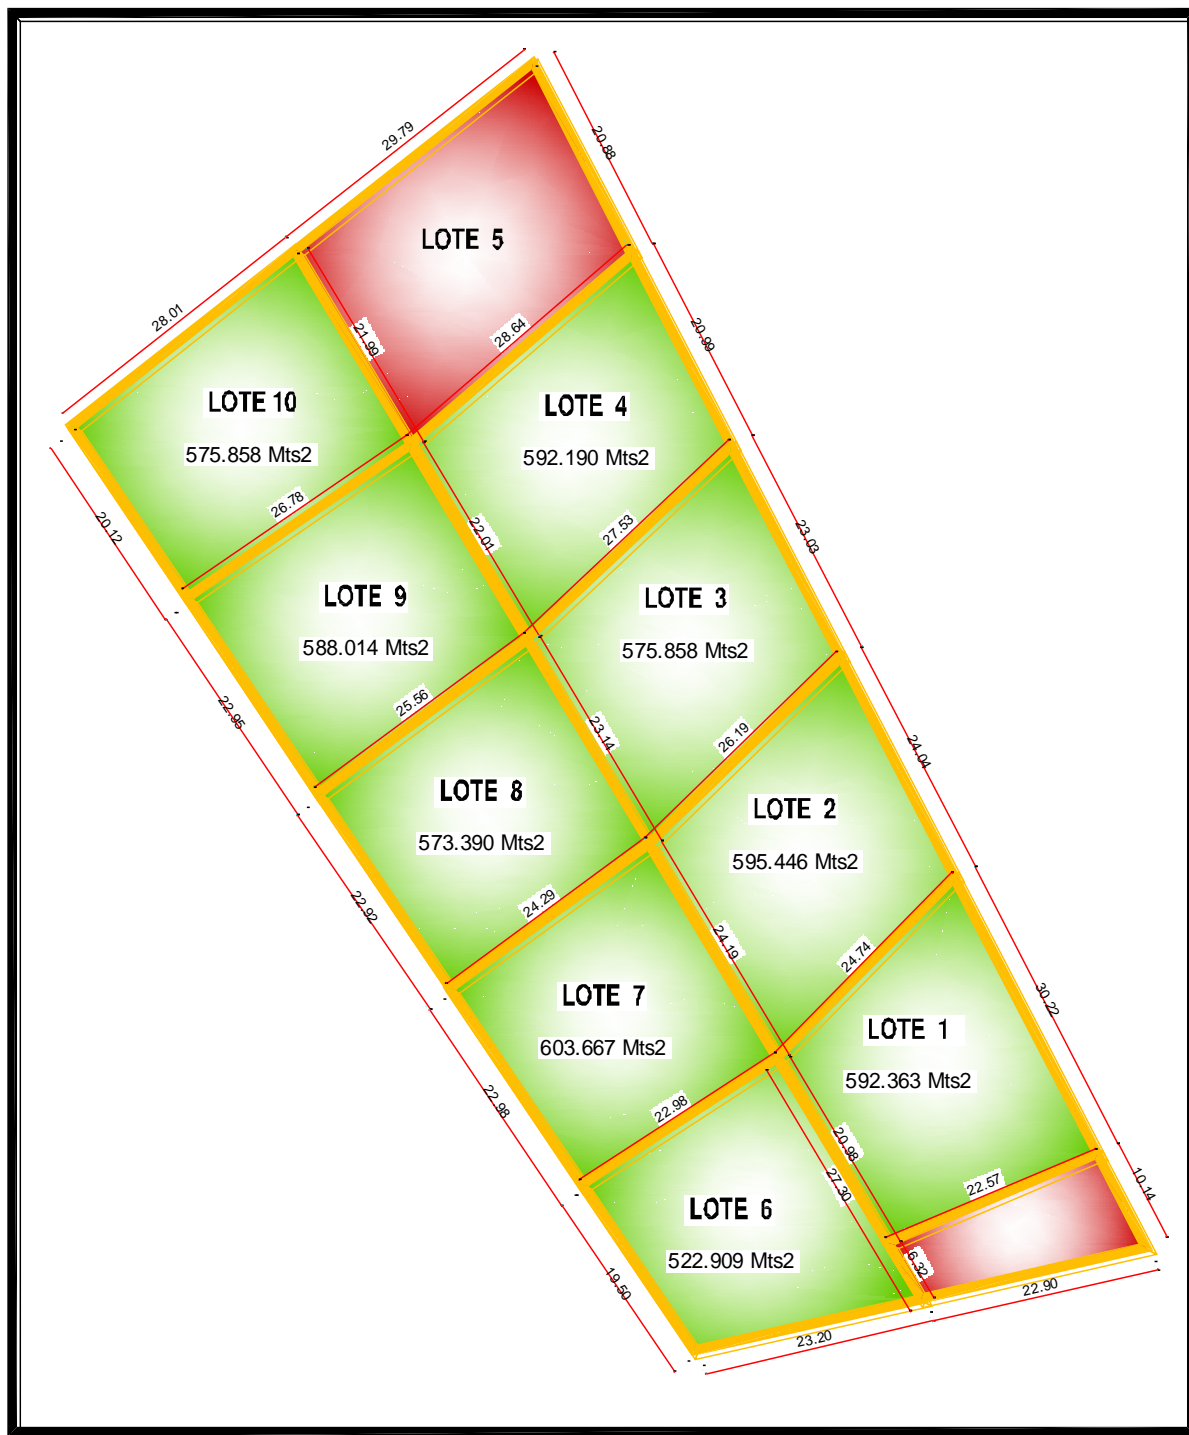 29.79
20.88
LOTE 5
28.01
21.99
28.64
20.99
LOTE 10
575.858 Mts2
LOTE 4
592.190 Mts2
26.78
20.12
22.01
27.53
23.03
LOTE 9
588.014 Mts2
LOTE 3
575.858 Mts2
25.56
22.95
23.14
26.19
24.04
LOTE 8
573.390 Mts2
LOTE 2
595.446 Mts2
24.29
22.92
24.19
24.74
30.22
LOTE 7
603.667 Mts2
LOTE 1
592.363 Mts2
22.98
22.98
20.98
27.30
22.57
10.14
LOTE 6
522.909 Mts2
6.32
19.50
22.90
23.20